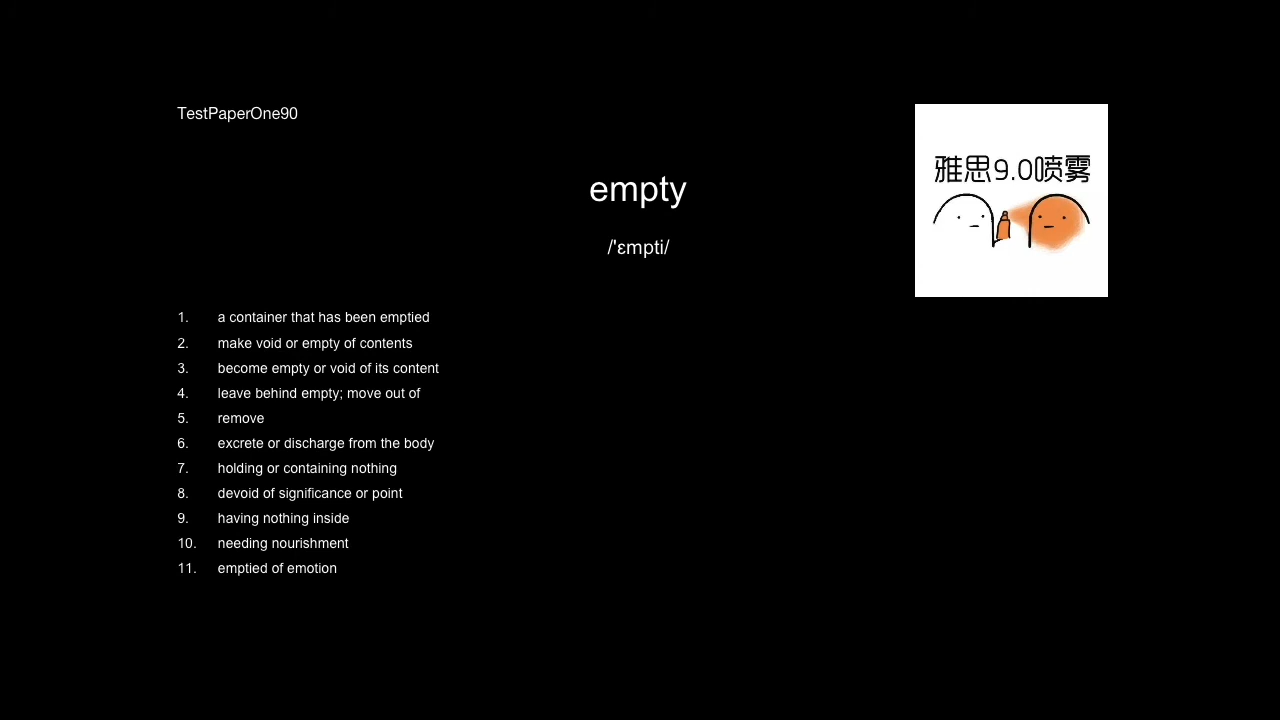 TestPaperOne90
雅思9.0喷雾
empty
/'ɛmpti/
1. a container that has been emptied
2. make void or empty of contents
3. become empty or void of its content
4. leave behind empty; move out of
5. remove
6. excrete or discharge from the body
7. holding or containing nothing
8. devoid of significance or point
9. having nothing inside
10. needing nourishment
11. emptied of emotion